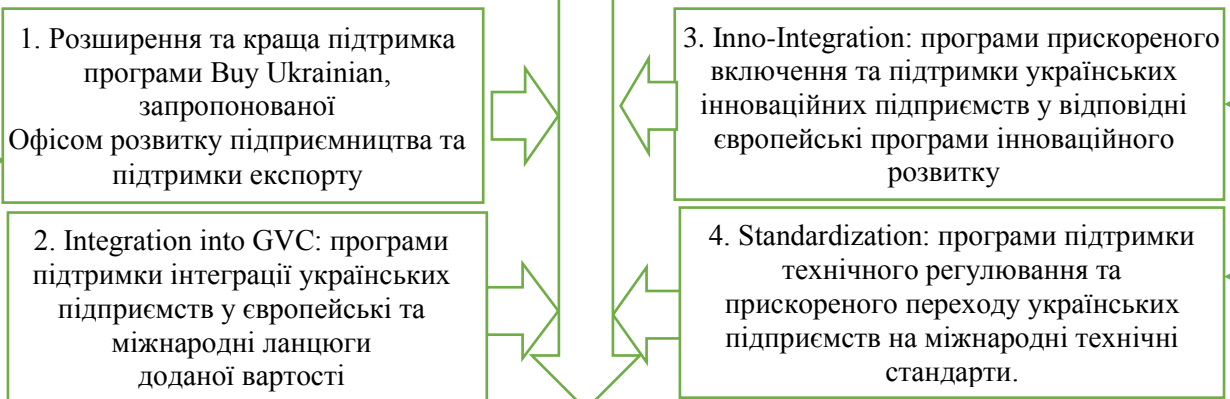 1. Розширення та краща підтримка
програми Buy Ukrainian,
запропонованої
Офісом розвитку підприємництва та
підтримки експорту
2. Integration into GVC: програми
підтримки інтеграції українських
підприємств у європейські та
міжнародні ланцюги
доданої вартості
3. Inno-Integration: програми прискореного
включення та підтримки українських
інноваційних підприємств у відповідні
європейські програми інноваційного
розвитку
4. Standardization: програми підтримки
технічного регулювання та
прискореного переходу українських
підприємств на міжнародні технічні
стандарти.